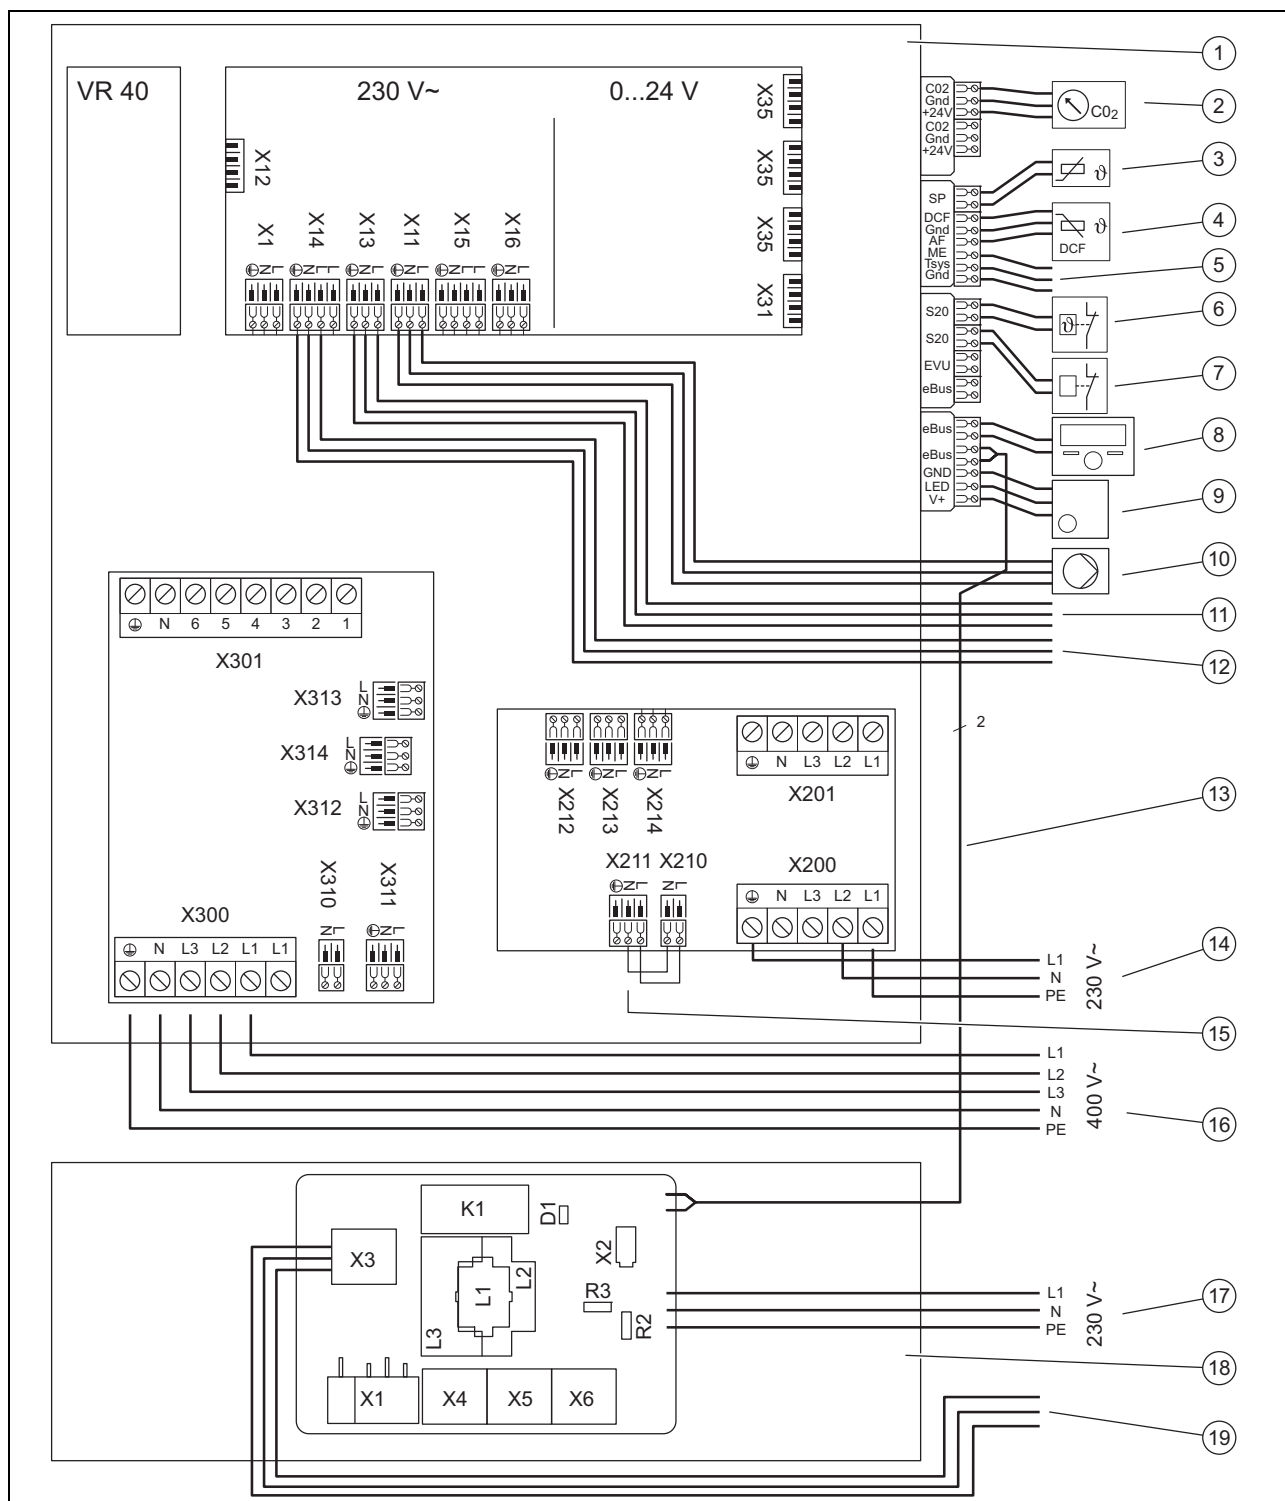 1
VR 40
230 V~
0...24 V
X35
X35
X35
X31
X12
X1
X14
X13
X11
X15
X16
N L
N L L
N L
N L
N L L
N L
C02
Gnd
+24V
C02
Gnd
+24V
C02
2
SP
3
ϑ
DCF
Gnd
AF
ME
Tsys
Gnd
ϑ
DCF
4
5
S20
S20
EVU
eBus
ϑ
6
7
eBus
eBus
GND
LED
V+
8
9
10
11
12
N 6 5 4 3 2 1
X301
X313
L
N
X314
L
N
X312
L
N
X310
N L
X311
N L
X300
N L3 L2 L1 L1
N L
N L
N L
X212
X213
X214
N L3 L2 L1
X201
X211
N L
X210
N L
X200
N L3 L2 L1
2
13
L1
N
PE
230 V~
14
15
L1
L2
L3
N
PE
400 V~
16
K1
D1
X2
X3
L1
L2
L3
R3
R2
X1
X4
X5
X6
L1
N
PE
230 V~
17
18
19